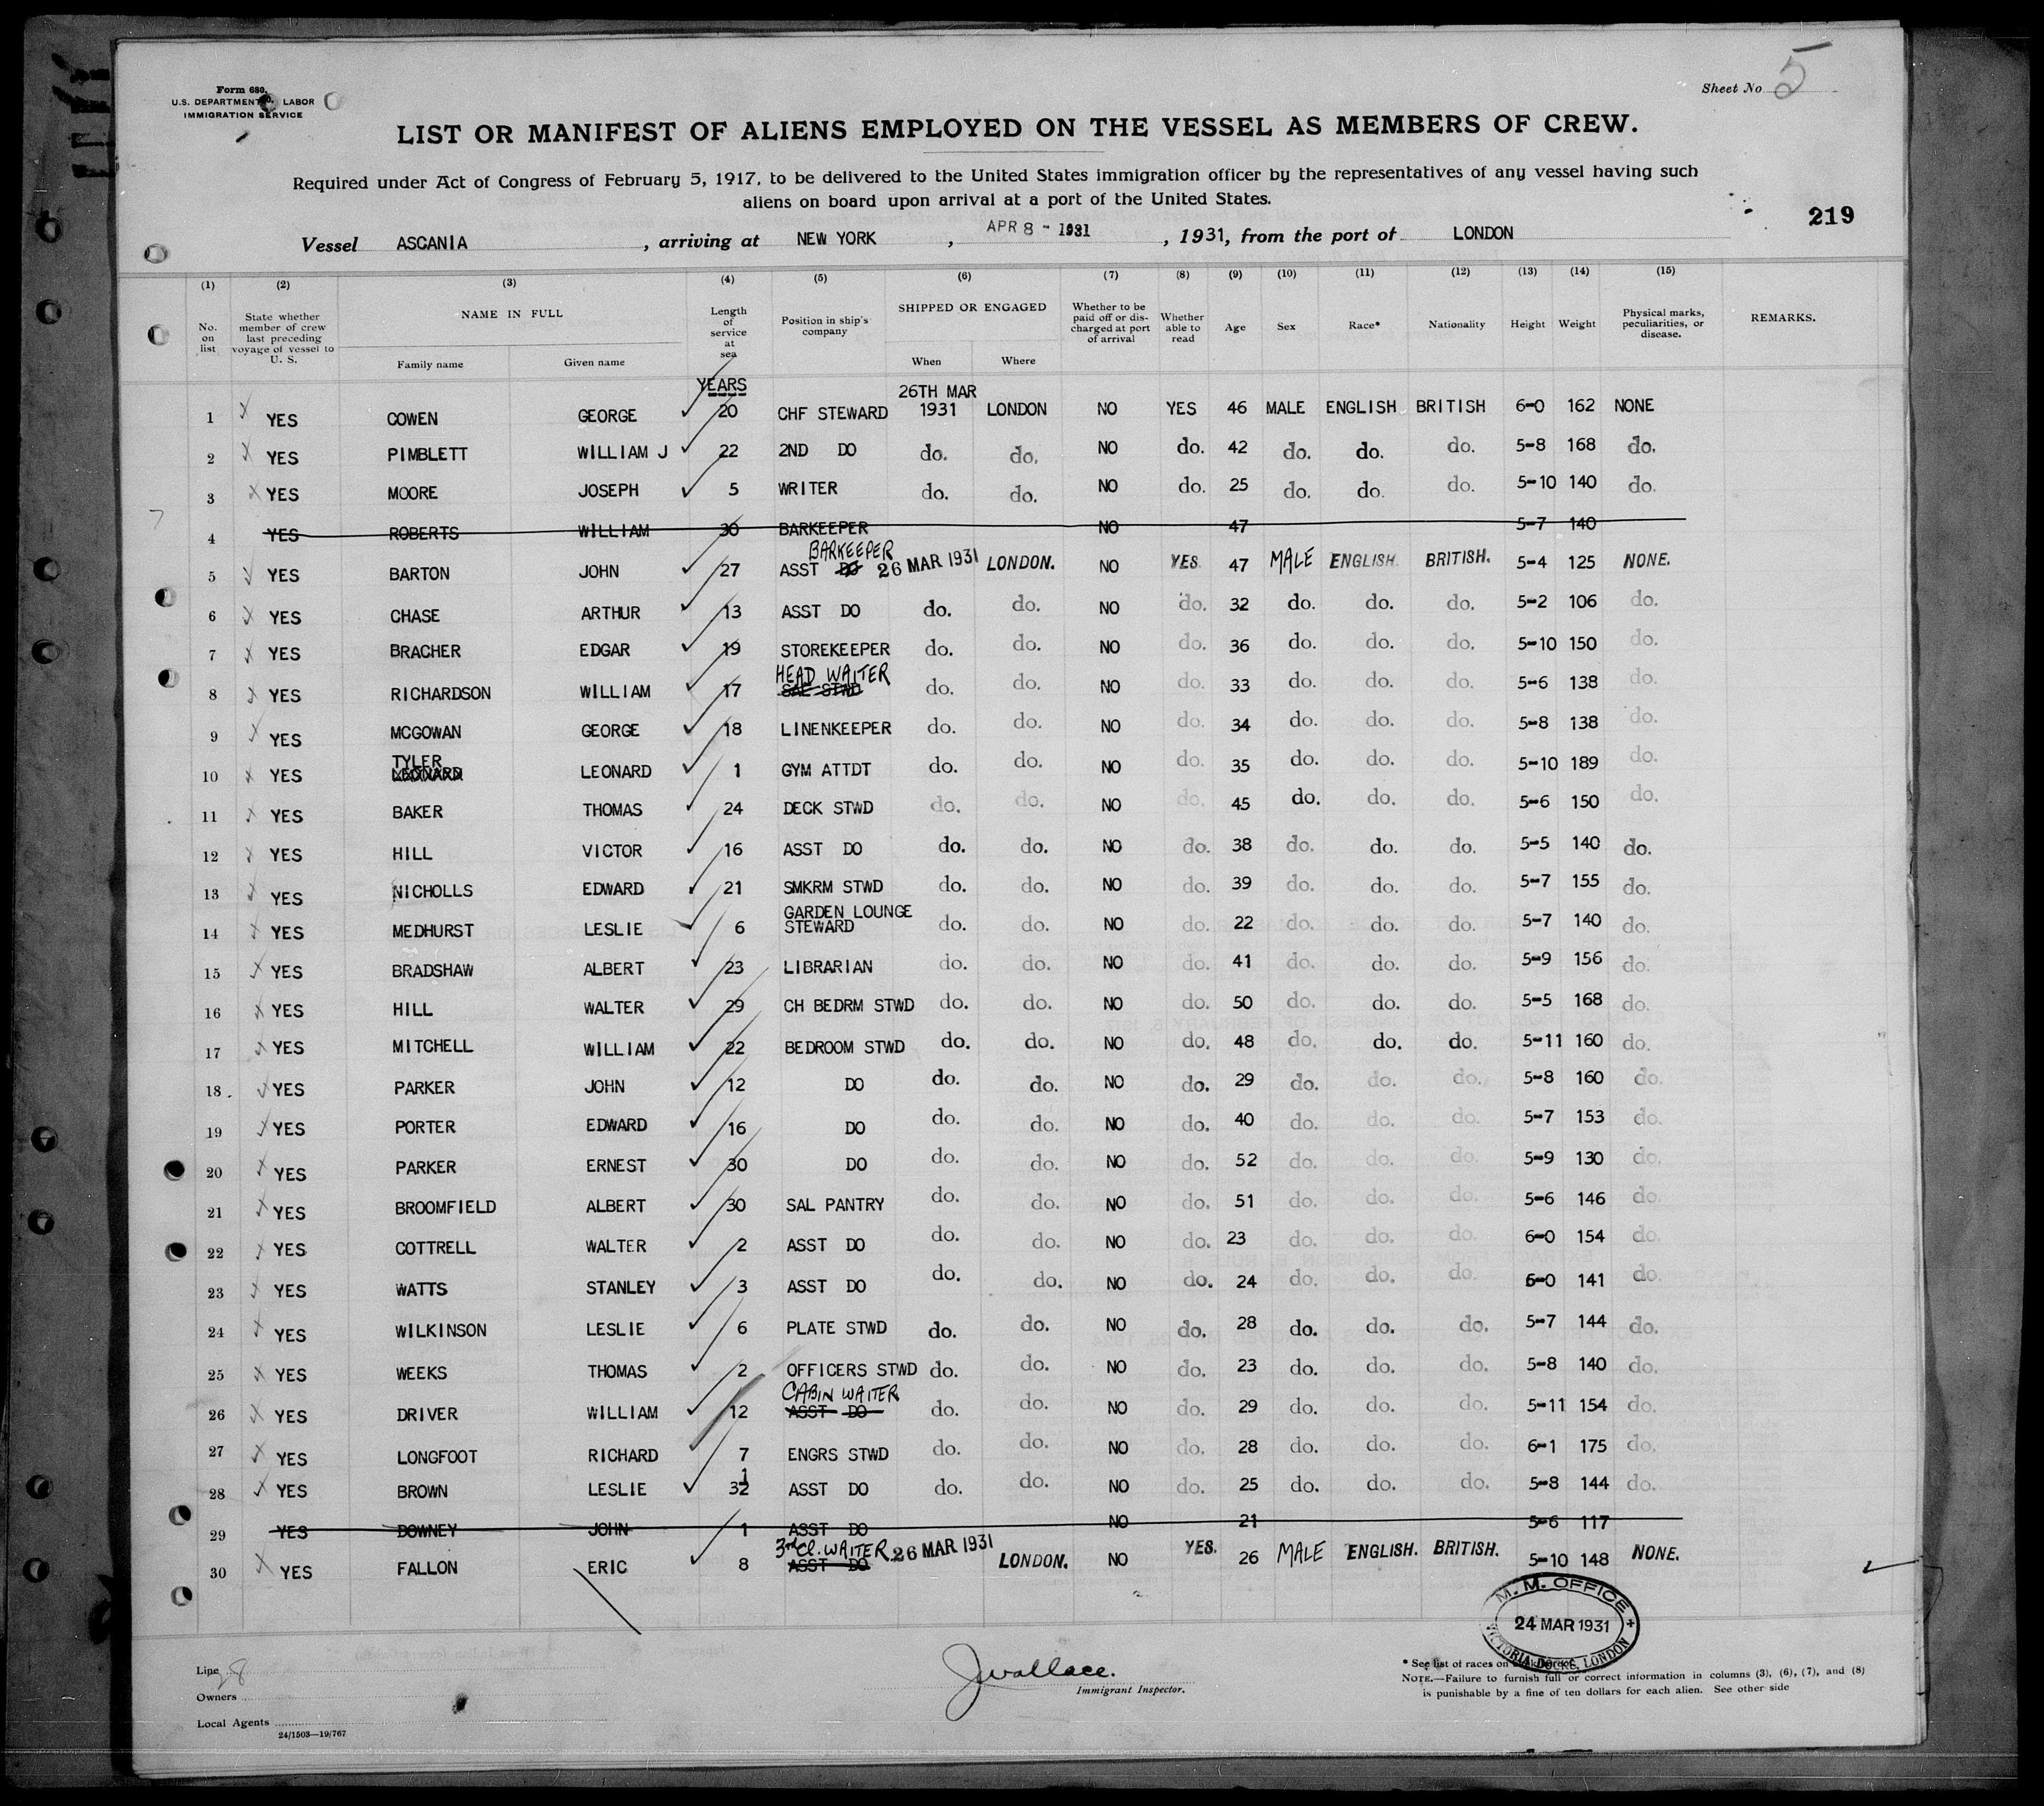 Form 680.
U.S. DEPARTMENT LABOR
IMMIGRATION SERVICE
Sheet No 5
LIST OR MANIFEST OF ALIENS EMPLOYED ON THE VESSEL AS MEMBERS OF CREW.
Required under Act of Congress of February 5, 1917, to be delivered to the United States immigration officer by the representatives of any vessel having such
aliens on board upon arrival at a port of the United States.
219
Vessel ASCANIA , arriving at NEW YORK , APR 8 - 1931 , 1931, from the port of LONDON
(1) (2) (3) (4) (5) (6) (7) (8) (9) (10) (11) (12) (13) (14) (15)
No. on list State whether member of crew last preceding voyage of vessel to U. S. NAME IN FULL Family name Given name Length of service at sea Position in ship's company SHIPPED OR ENGAGED When Where Whether to be paid off or discharged at port of arrival Whether able to read Age Sex Race* Nationality Height Weight Physical marks, peculiarities, or disease. REMARKS.
YEARS 26TH MAR
1 YES COWEN GEORGE 20 CHF STEWARD 1931 LONDON NO YES 46 MALE ENGLISH BRITISH 6-0 162 NONE
2 YES PIMBLETT WILLIAM J 22 2ND DO do. do. NO do. 42 do. do. do. 5-8 168 do.
3 YES MOORE JOSEPH 5 WRITER do. do. NO do. 25 do. do. do. 5-10 140 do.
4 YES ROBERTS WILLIAM 30 BARKEEPER NO 47 5-7 140
BARKEEPER
5 YES BARTON JOHN 27 ASST DO 26 MAR 1931 LONDON. NO YES. 47 MALE ENGLISH. BRITISH. 5-4 125 NONE.
6 YES CHASE ARTHUR 13 ASST DO do. do. NO do. 32 do. do. do. 5-2 106 do.
7 YES BRACHER EDGAR 19 STOREKEEPER do. do. NO do. 36 do. do. do. 5-10 150 do.
HEAD WAITER
8 YES RICHARDSON WILLIAM 17 SAL STWD do. do. NO do. 33 do. do. do. 5-6 138 do.
9 YES MCGOWAN GEORGE 18 LINENKEEPER do. do. NO do. 34 do. do. do. 5-8 138 do.
TYLER
10 YES LEONARD LEONARD 1 GYM ATTDT do. do. NO do. 35 do. do. do. 5-10 189 do.
11 YES BAKER THOMAS 24 DECK STWD do. do. NO do. 45 do. do. do. 5-6 150 do.
12 YES HILL VICTOR 16 ASST DO do. do. NO do. 38 do. do. do. 5-5 140 do.
13 YES NICHOLLS EDWARD 21 SMKRM STWD do. do. NO do. 39 do. do. do. 5-7 155 do.
GARDEN LOUNGE
14 YES MEDHURST LESLIE 6 STEWARD do. do. NO do. 22 do. do. do. 5-7 140 do.
15 YES BRADSHAW ALBERT 23 LIBRARIAN do. do. NO do. 41 do. do. do. 5-9 156 do.
16 YES HILL WALTER 29 CH BEDRM STWD do. do. NO do. 50 do. do. do. 5-5 168 do.
17 YES MITCHELL WILLIAM 22 BEDROOM STWD do. do. NO do. 48 do. do. do. 5-11 160 do.
18 YES PARKER JOHN 12 DO do. do. NO do. 29 do. do. do. 5-8 160 do.
19 YES PORTER EDWARD 16 DO do. do. NO do. 40 do. do. do. 5-7 153 do.
20 YES PARKER ERNEST 30 DO do. do. NO do. 52 do. do. do. 5-9 130 do.
21 YES BROOMFIELD ALBERT 30 SAL PANTRY do. do. NO do. 51 do. do. do. 5-6 146 do.
22 YES COTTRELL WALTER 2 ASST DO do. do. NO do. 23 do. do. do. 6-0 154 do.
23 YES WATTS STANLEY 3 ASST DO do. do. NO do. 24 do. do. do. 6-0 141 do.
24 YES WILKINSON LESLIE 6 PLATE STWD do. do. NO do. 28 do. do. do. 5-7 144 do.
25 YES WEEKS THOMAS 2 OFFICERS STWD do. do. NO do. 23 do. do. do. 5-8 140 do.
CABIN WAITER
26 YES DRIVER WILLIAM 12 ASST DO do. do. NO do. 29 do. do. do. 5-11 154 do.
27 YES LONGFOOT RICHARD 7 ENGRS STWD do. do. NO do. 28 do. do. do. 6-1 175 do.
28 YES BROWN LESLIE 3½ ASST DO do. do. NO do. 25 do. do. do. 5-8 144 do.
29 YES DOWNEY JOHN 1 ASST DO NO 21 5-6 117
3rd Cl. WAITER
30 YES FALLON ERIC 8 ASST DO 26 MAR 1931 LONDON. NO YES. 26 MALE ENGLISH. BRITISH. 5-10 148 NONE.
M. M. OFFICE
24 MAR 1931
VICTORIA DOCKS, LONDON
Line 28
Owners
Local Agents
24/1503—19/767
JWallace.
Immigrant Inspector.
* See list of races on
NOTE.—Failure to furnish full or correct information in columns (3), (6), (7), and (8)
is punishable by a fine of ten dollars for each alien. See other side